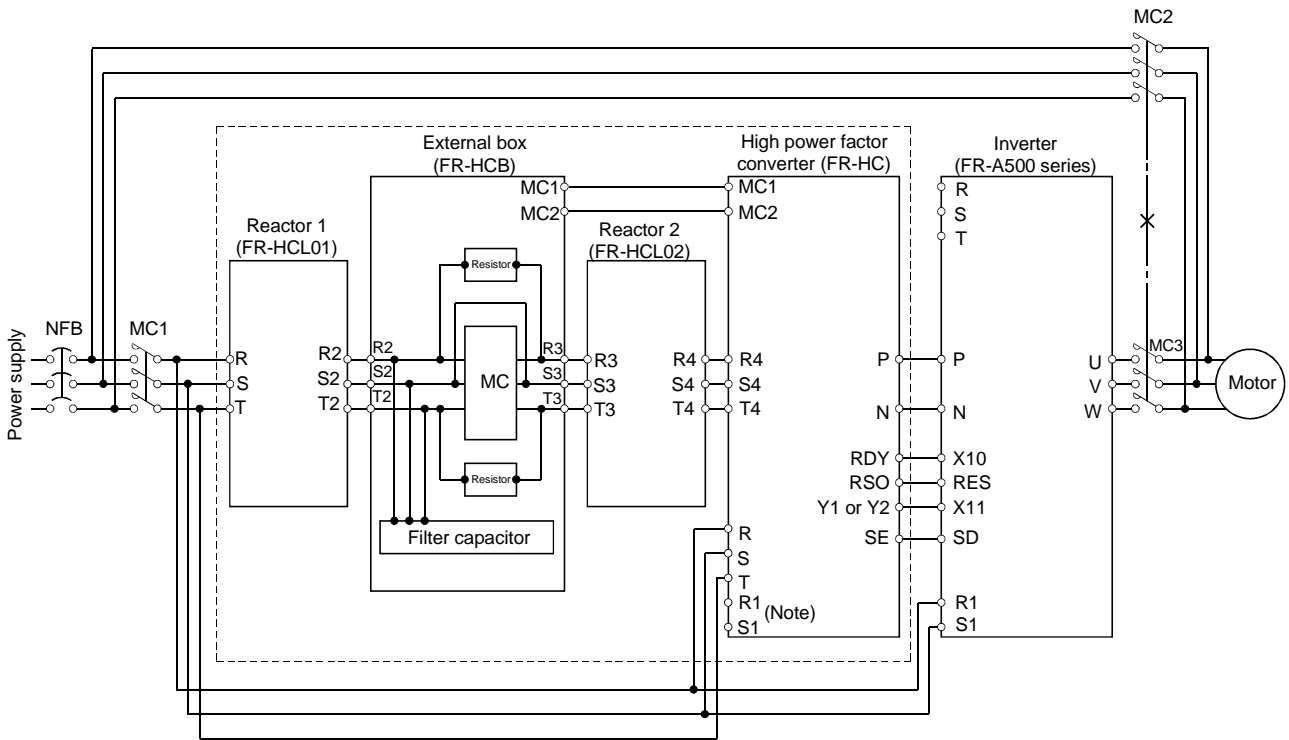 MC2
External box
(FR-HCB)
High power factor
converter (FR-HC)
Inverter
(FR-A500 series)
MC1
MC2
MC1
MC2
R
S
T
Reactor 1
(FR-HCL01)
Resistor
Reactor 2
(FR-HCL02)
Power supply
NFB
MC1
R
S
T
R2
S2
T2
R2
S2
T2
MC
R3
S3
T3
R3
S3
T3
R4
S4
T4
R4
S4
T4
P
N
P
N
U
V
W
MC3
Motor
Resistor
Filter capacitor
RDY
RSO
Y1 or Y2
SE
X10
RES
X11
SD
R
S
T
R1
S1
(Note)
R1
S1